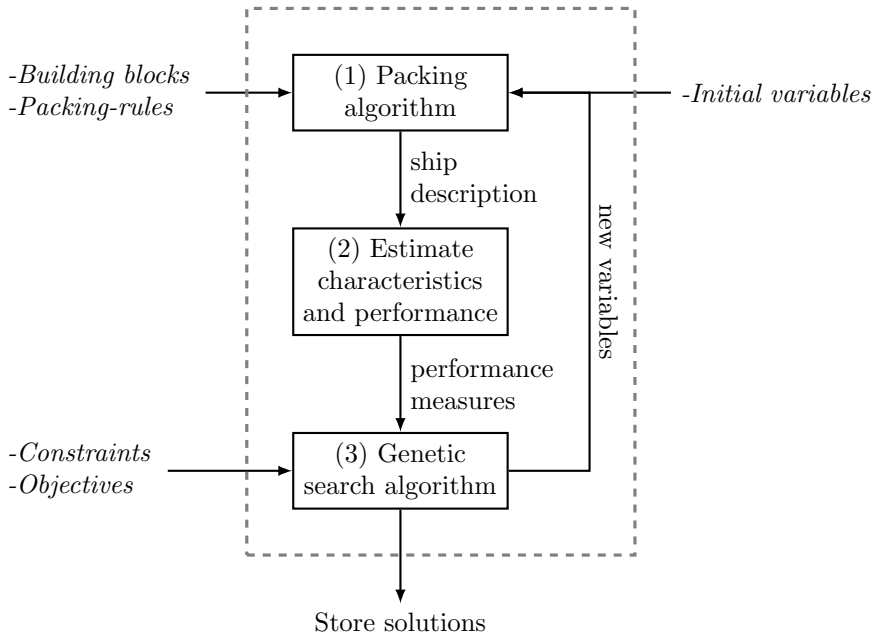 -Building blocks
-Packing-rules
(1) Packing
algorithm
-Initial variables
ship
description
(2) Estimate
characteristics
and performance
new variables
performance
measures
-Constraints
-Objectives
(3) Genetic
search algorithm
Store solutions